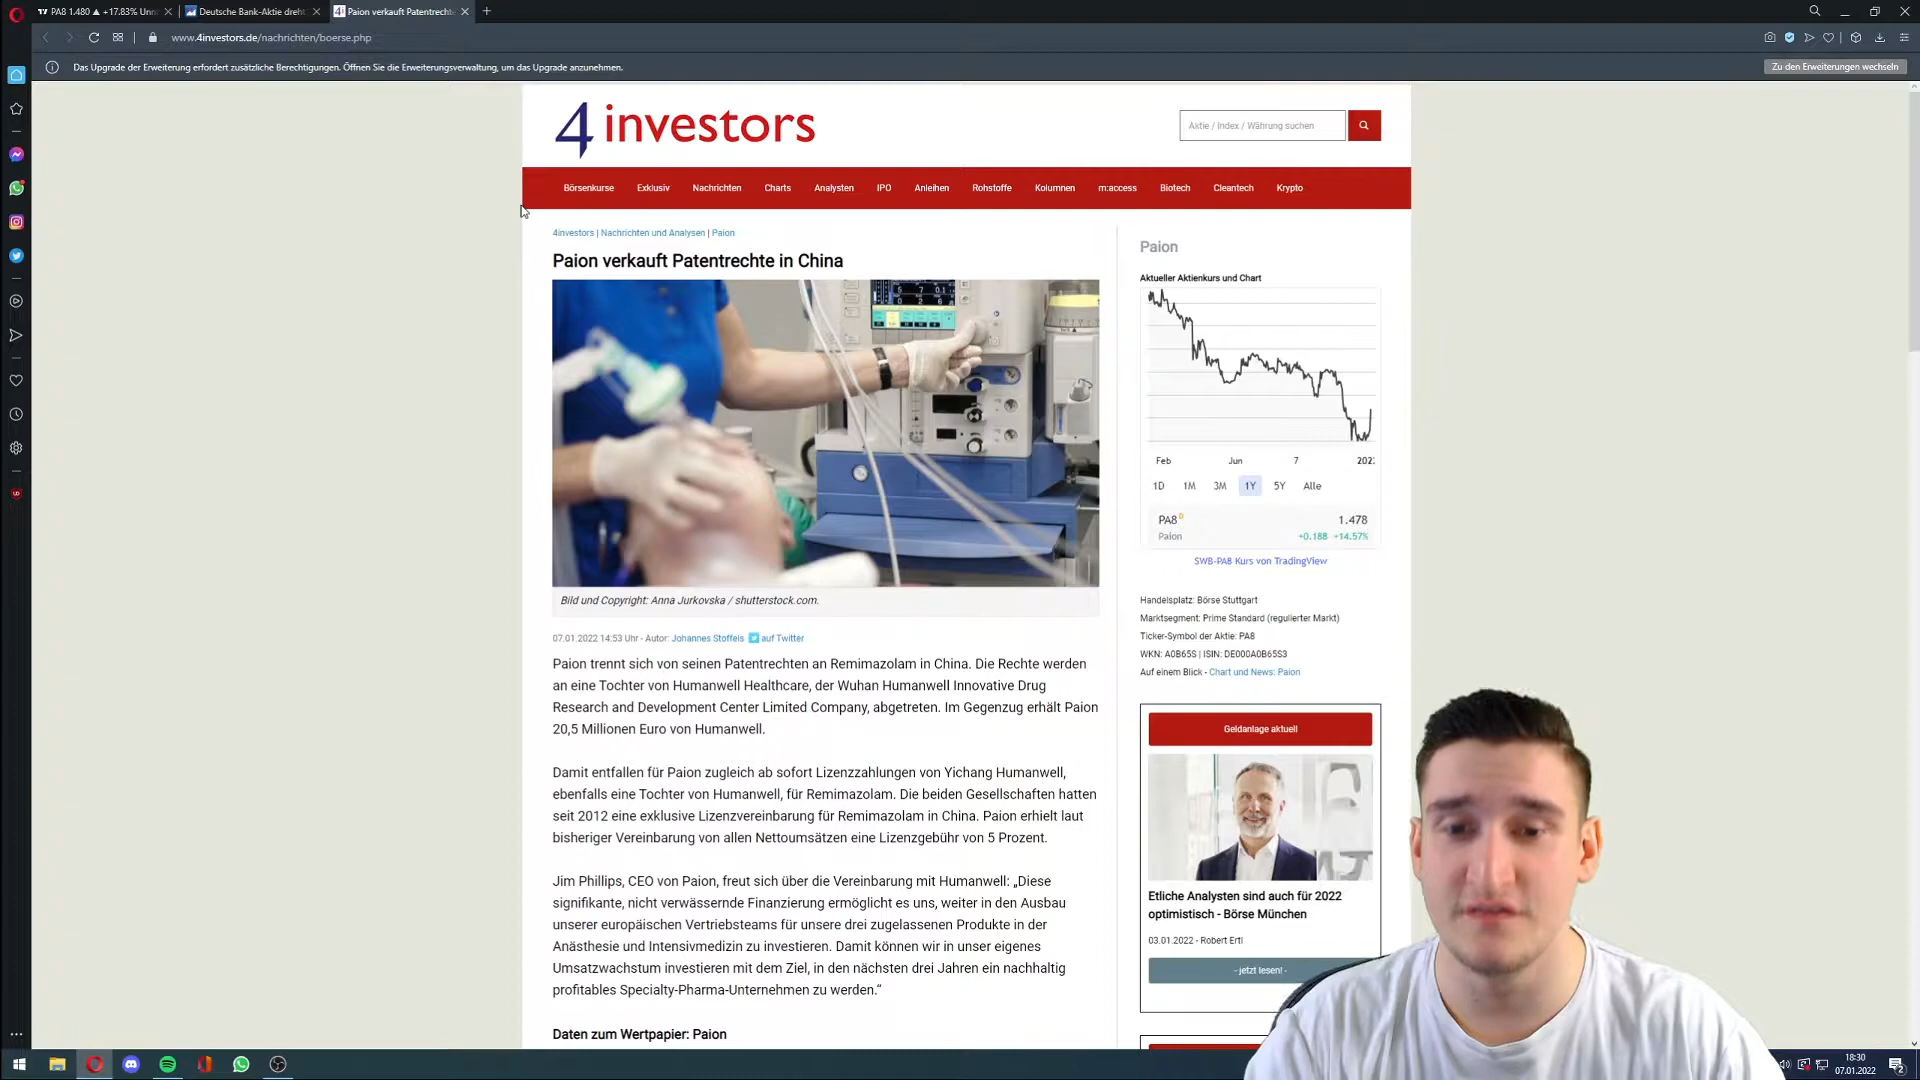 PA8 1.480 ▲ +17.83%
Deutsche Bank-Aktie dreht
Paion verkauft Patentrechte
www.4investors.de/nachrichten/boerse.php
Das Upgrade der Erweiterung erfordert zusätzliche Berechtigungen. Öffnen Sie die Erweiterungsverwaltung, um das Upgrade anzunehmen.
Zu den Erweiterungen wechseln
4investors
Aktie / Index / Währung suchen
Börsenkurse Exklusiv Nachrichten Charts Analysten IPO Anleihen Rohstoffe Kolumnen m:access Biotech Cleantech Krypto
4investors | Nachrichten und Analysen | Paion
Paion verkauft Patentrechte in China
Bild und Copyright: Anna Jurkovska / shutterstock.com.
07.01.2022 14:53 Uhr - Autor: Johannes Stoffels auf Twitter
Paion trennt sich von seinen Patentrechten an Remimazolam in China. Die Rechte werden
an eine Tochter von Humanwell Healthcare, der Wuhan Humanwell Innovative Drug
Research and Development Center Limited Company, abgetreten. Im Gegenzug erhält Paion
20,5 Millionen Euro von Humanwell.
Damit entfallen für Paion zugleich ab sofort Lizenzzahlungen von Yichang Humanwell,
ebenfalls eine Tochter von Humanwell, für Remimazolam. Die beiden Gesellschaften hatten
seit 2012 eine exklusive Lizenzvereinbarung für Remimazolam in China. Paion erhielt laut
bisheriger Vereinbarung von allen Nettoumsätzen eine Lizenzgebühr von 5 Prozent.
Jim Phillips, CEO von Paion, freut sich über die Vereinbarung mit Humanwell: „Diese
signifikante, nicht verwässernde Finanzierung ermöglicht es uns, weiter in den Ausbau
unserer europäischen Vertriebsteams für unsere drei zugelassenen Produkte in der
Anästhesie und Intensivmedizin zu investieren. Damit können wir in unser eigenes
Umsatzwachstum investieren mit dem Ziel, in den nächsten drei Jahren ein nachhaltig
profitables Specialty-Pharma-Unternehmen zu werden.“
Daten zum Wertpapier: Paion
Paion
Aktueller Aktienkurs und Chart
Feb Jun 7 202
1D 1M 3M 1Y 5Y Alle
PA8 D 1.478
Paion +0.188 +14.57%
SWB-PA8 Kurs von TradingView
Handelsplatz: Börse Stuttgart
Marktsegment: Prime Standard (regulierter Markt)
Ticker-Symbol der Aktie: PA8
WKN: A0B65S | ISIN: DE000A0B65S3
Auf einem Blick - Chart und News: Paion
Geldanlage aktuell
Etliche Analysten sind auch für 2022
optimistisch - Börse München
03.01.2022 - Robert Ertl
- jetzt lesen! -
18:30
07.01.2022